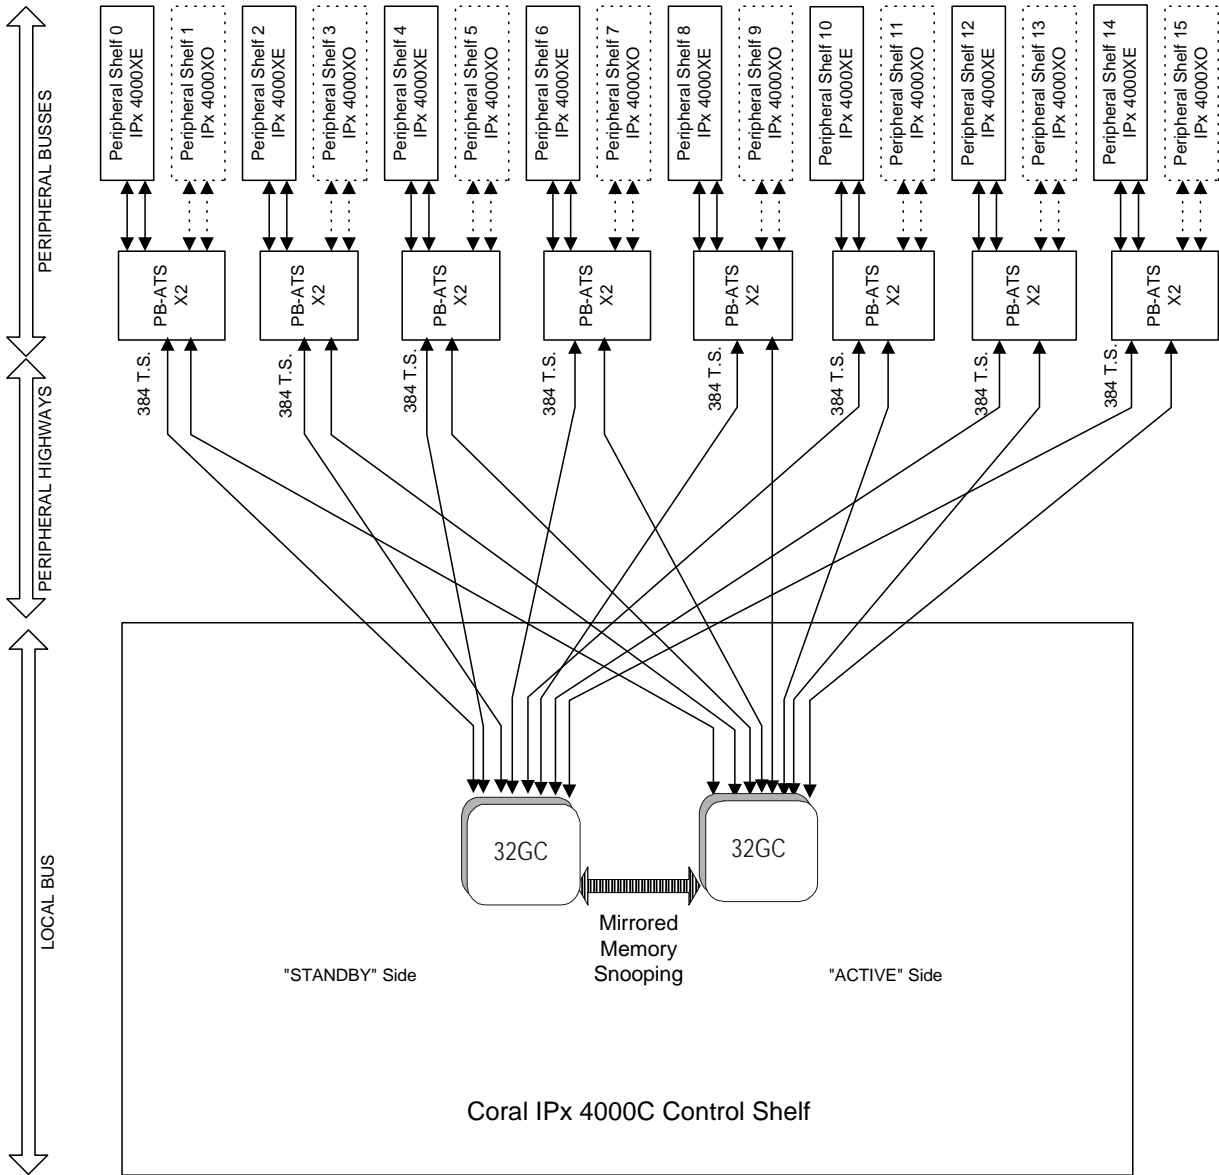 Peripheral Shelf 0
IPx 4000XE
Peripheral Shelf 1
IPx 4000XO
Peripheral Shelf 2
IPx 4000XE
Peripheral Shelf 3
IPx 4000XO
Peripheral Shelf 4
IPx 4000XE
Peripheral Shelf 5
IPx 4000XO
Peripheral Shelf 6
IPx 4000XE
Peripheral Shelf 7
IPx 4000XO
Peripheral Shelf 8
IPx 4000XE
Peripheral Shelf 9
IPx 4000XO
Peripheral Shelf 10
IPx 4000XE
Peripheral Shelf 11
IPx 4000XO
Peripheral Shelf 12
IPx 4000XE
Peripheral Shelf 13
IPx 4000XO
Peripheral Shelf 14
IPx 4000XE
Peripheral Shelf 15
IPx 4000XO
PERIPHERAL BUSSES
PB-ATS
X2
PB-ATS
X2
PB-ATS
X2
PB-ATS
X2
PB-ATS
X2
PB-ATS
X2
PB-ATS
X2
PB-ATS
X2
PERIPHERAL HIGHWAYS
384 T.S.
384 T.S.
384 T.S.
384 T.S.
384 T.S.
384 T.S.
384 T.S.
384 T.S.
LOCAL BUS
32GC
32GC
Mirrored
Memory
Snooping
"STANDBY" Side
"ACTIVE" Side
Coral IPx 4000C Control Shelf